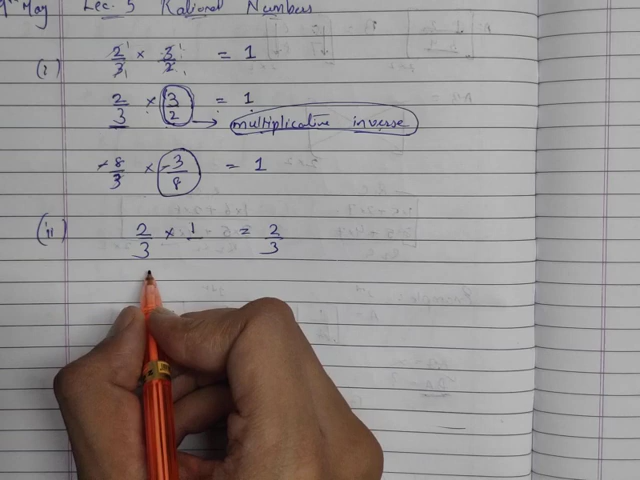 9th May Lec. 5 Rational Numbers
(i) 2/3 × 3/2 = 1
2/3 × 3/2 = 1
multiplicative inverse
-8/3 × -3/8 = 1
(ii) 2/3 × 1 = 2/3